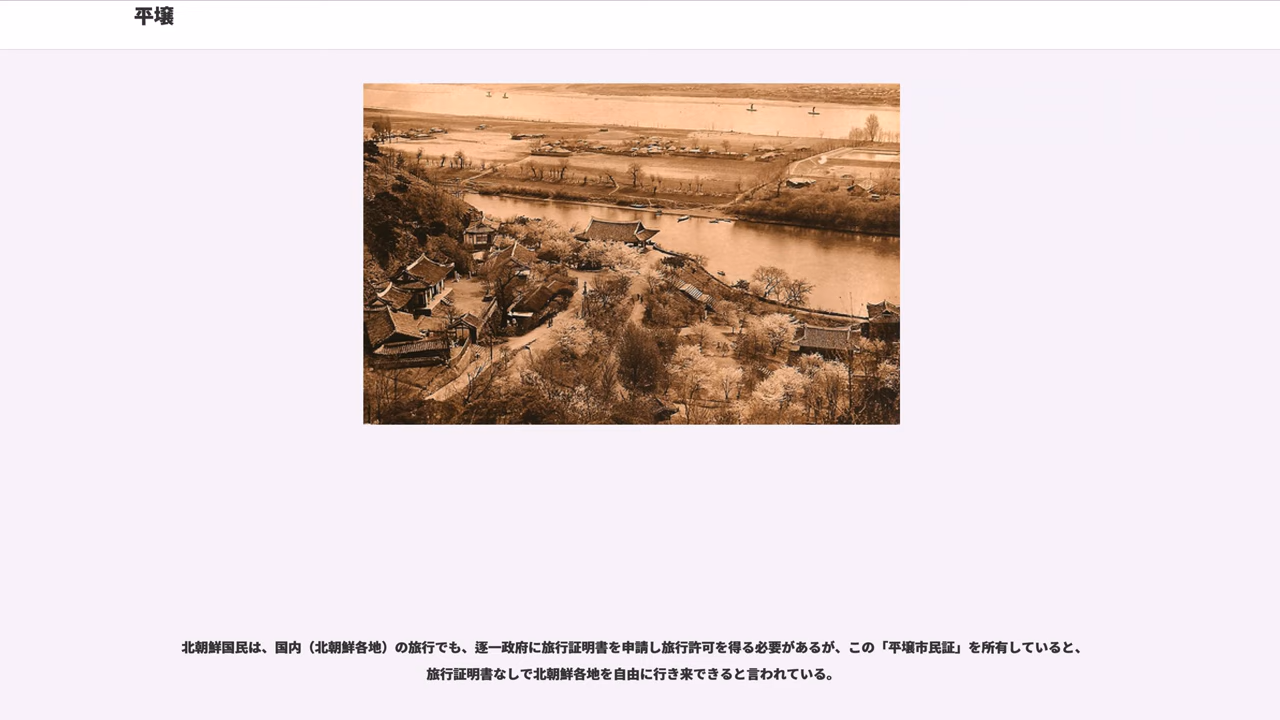 平壌
北朝鮮国民は、国内（北朝鮮各地）の旅行でも、逐一政府に旅行証明書を申請し旅行許可を得る必要があるが、この「平壌市民証」を所有していると、
旅行証明書なしで北朝鮮各地を自由に行き来できると言われている。